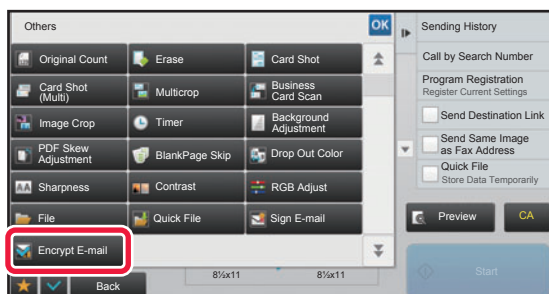 Others
OK
Original Count
Erase
Card Shot
Card Shot
(Multi)
Multicrop
Business
Card Scan
Image Crop
Timer
Background
Adjustment
PDF Skew
Adjustment
BlankPage Skip
Drop Out Color
AA
Sharpness
Contrast
RGB Adjust
File
Quick File
Sign E-mail
Encrypt E-mail
8½x11
8½x11
Back
Sending History
Call by Search Number
Program Registration
Register Current Settings
Send Destination Link
Send Same Image
as Fax Address
Quick File
Store Data Temporarily
Preview
CA
Start